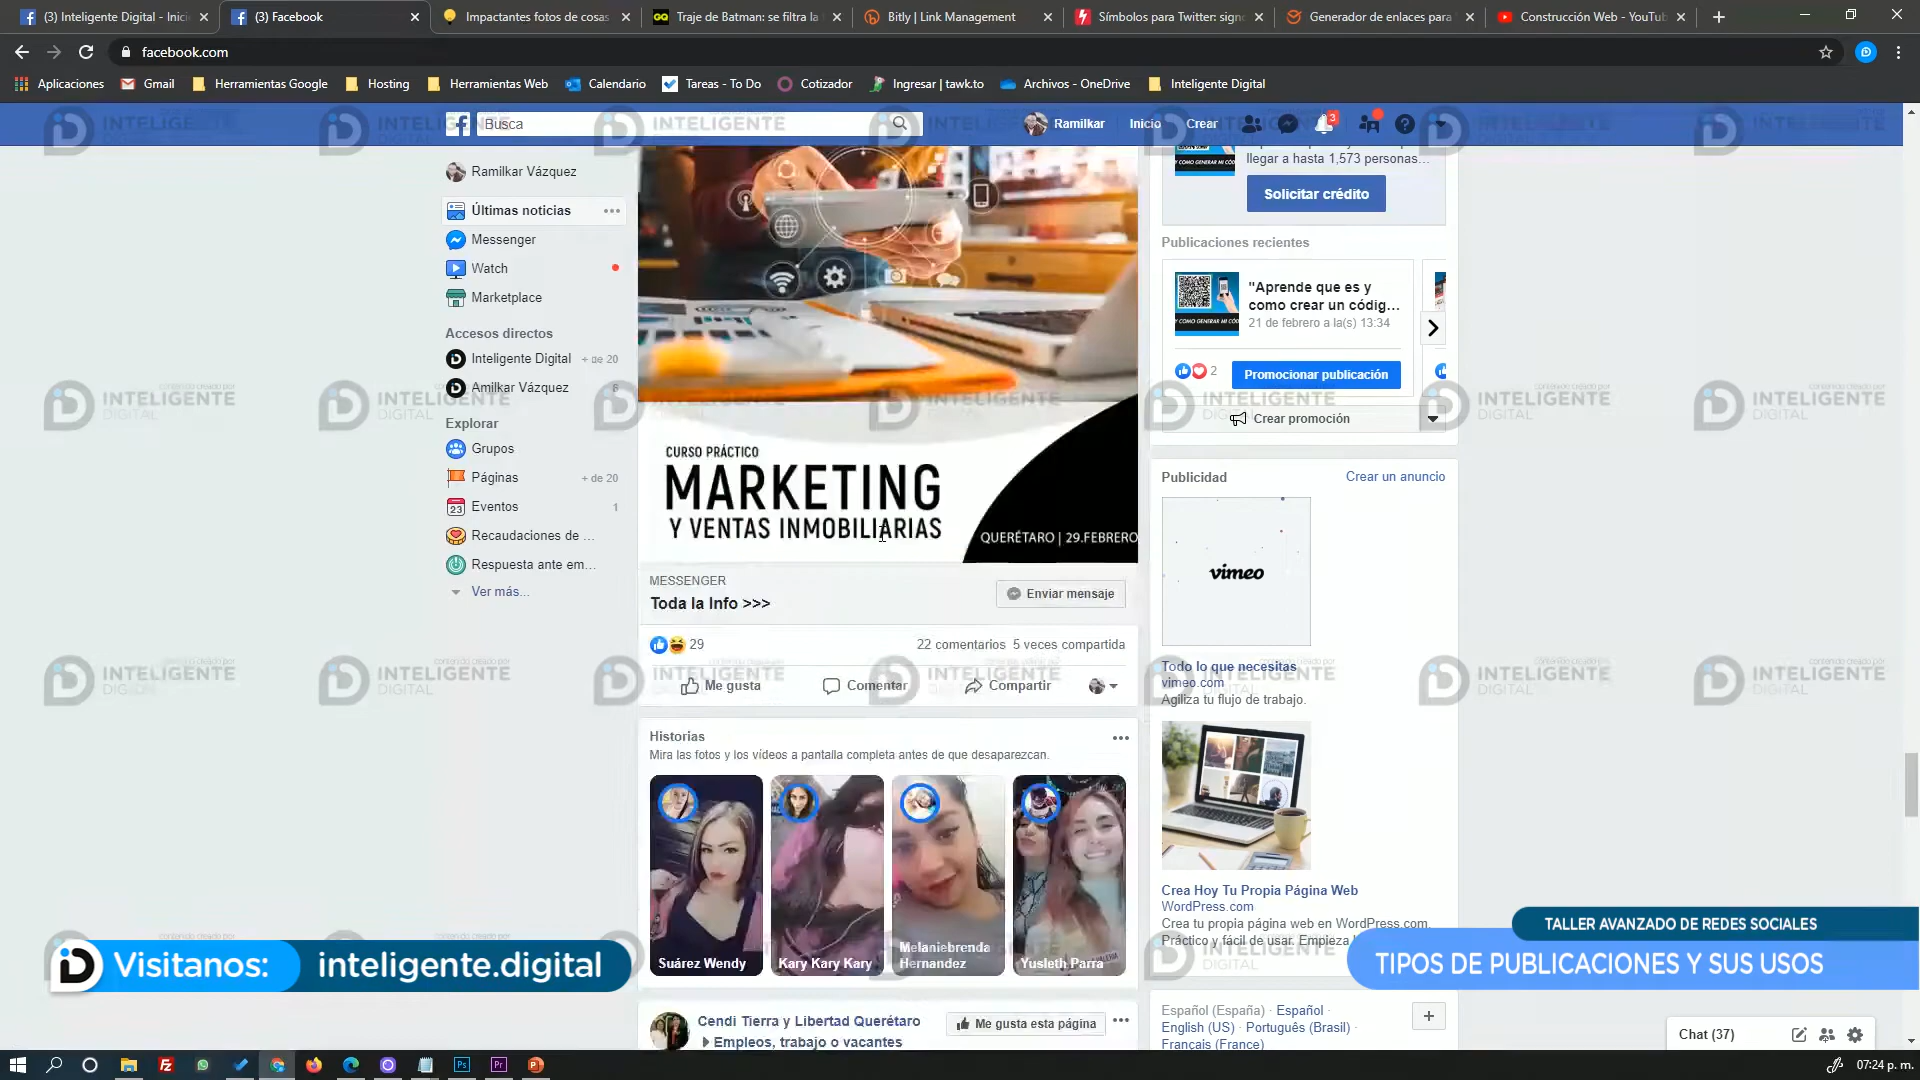 (3) Inteligente Digital - Inici
(3) Facebook
Impactantes fotos de cosas
Traje de Batman: se filtra la
Bitly | Link Management
Símbolos para Twitter: sign
Generador de enlaces para
Construcción Web - YouTub
facebook.com
Aplicaciones
Gmail
Herramientas Google
Hosting
Herramientas Web
Calendario
Tareas - To Do
Cotizador
Ingresar | tawk.to
Archivos - OneDrive
Inteligente Digital
Busca
Ramilkar
Inicio
Crear
3
Ramilkar Vázquez
Últimas noticias
Messenger
Watch
Marketplace
Accesos directos
Inteligente Digital + de 20
Amilkar Vázquez 8
Explorar
Grupos
Páginas + de 20
Eventos 1
Recaudaciones de ...
Respuesta ante em...
Ver más...
CURSO PRÁCTICO
MARKETING
Y VENTAS INMOBILIARIAS
QUERÉTARO | 29.FEBRERO
MESSENGER
Toda la Info >>>
Enviar mensaje
29
22 comentarios 5 veces compartida
Me gusta
Comentar
Compartir
Historias
Mira las fotos y los vídeos a pantalla completa antes de que desaparezcan.
Suárez Wendy
Kary Kary Kary
Melaniebrenda
Hernandez
Yusleth Parra
Cendi Tierra y Libertad Querétaro
Empleos, trabajo o vacantes
Me gusta esta página
llegar a hasta 1,573 personas...
Solicitar crédito
Publicaciones recientes
"Aprende que es y
como crear un códig...
21 de febrero a la(s) 13:34
2
Promocionar publicación
Crear promoción
Publicidad
Crear un anuncio
vimeo
Todo lo que necesitas
vimeo.com
Agiliza tu flujo de trabajo.
Crea Hoy Tu Propia Página Web
WordPress.com
Crea tu propia página web en WordPress.com.
Práctico y fácil de usar. Empieza
Español (España) · Español ·
English (US) · Português (Brasil) ·
Français (France)
Chat (37)
INTELIGENTE
DIGITAL
Visitanos: inteligente.digital
TALLER AVANZADO DE REDES SOCIALES
TIPOS DE PUBLICACIONES Y SUS USOS
07:24 p. m.